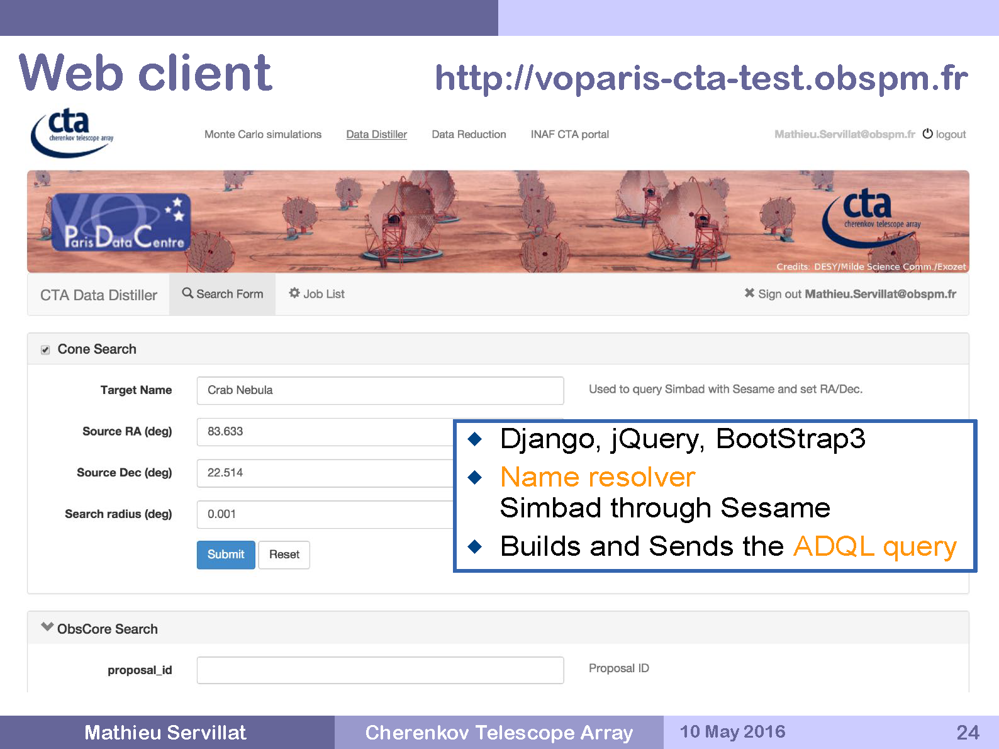 Web client
http://voparis-cta-test.obspm.fr
cta
cherenkov telescope array
Monte Carlo simulations Data Distiller Data Reduction INAF CTA portal Mathieu.Servillat@obspm.fr logout
VO
Paris Data Centre
cta
cherenkov telescope array
Credits: DESY/Milde Science Comm./Exozet
CTA Data Distiller Search Form Job List Sign out Mathieu.Servillat@obspm.fr
Cone Search
Target Name Crab Nebula Used to query Simbad with Sesame and set RA/Dec.
Source RA (deg) 83.633
Source Dec (deg) 22.514
Search radius (deg) 0.001
Submit Reset
Django, jQuery, BootStrap3
Name resolver
Simbad through Sesame
Builds and Sends the ADQL query
ObsCore Search
proposal_id Proposal ID
Mathieu Servillat Cherenkov Telescope Array 10 May 2016 24